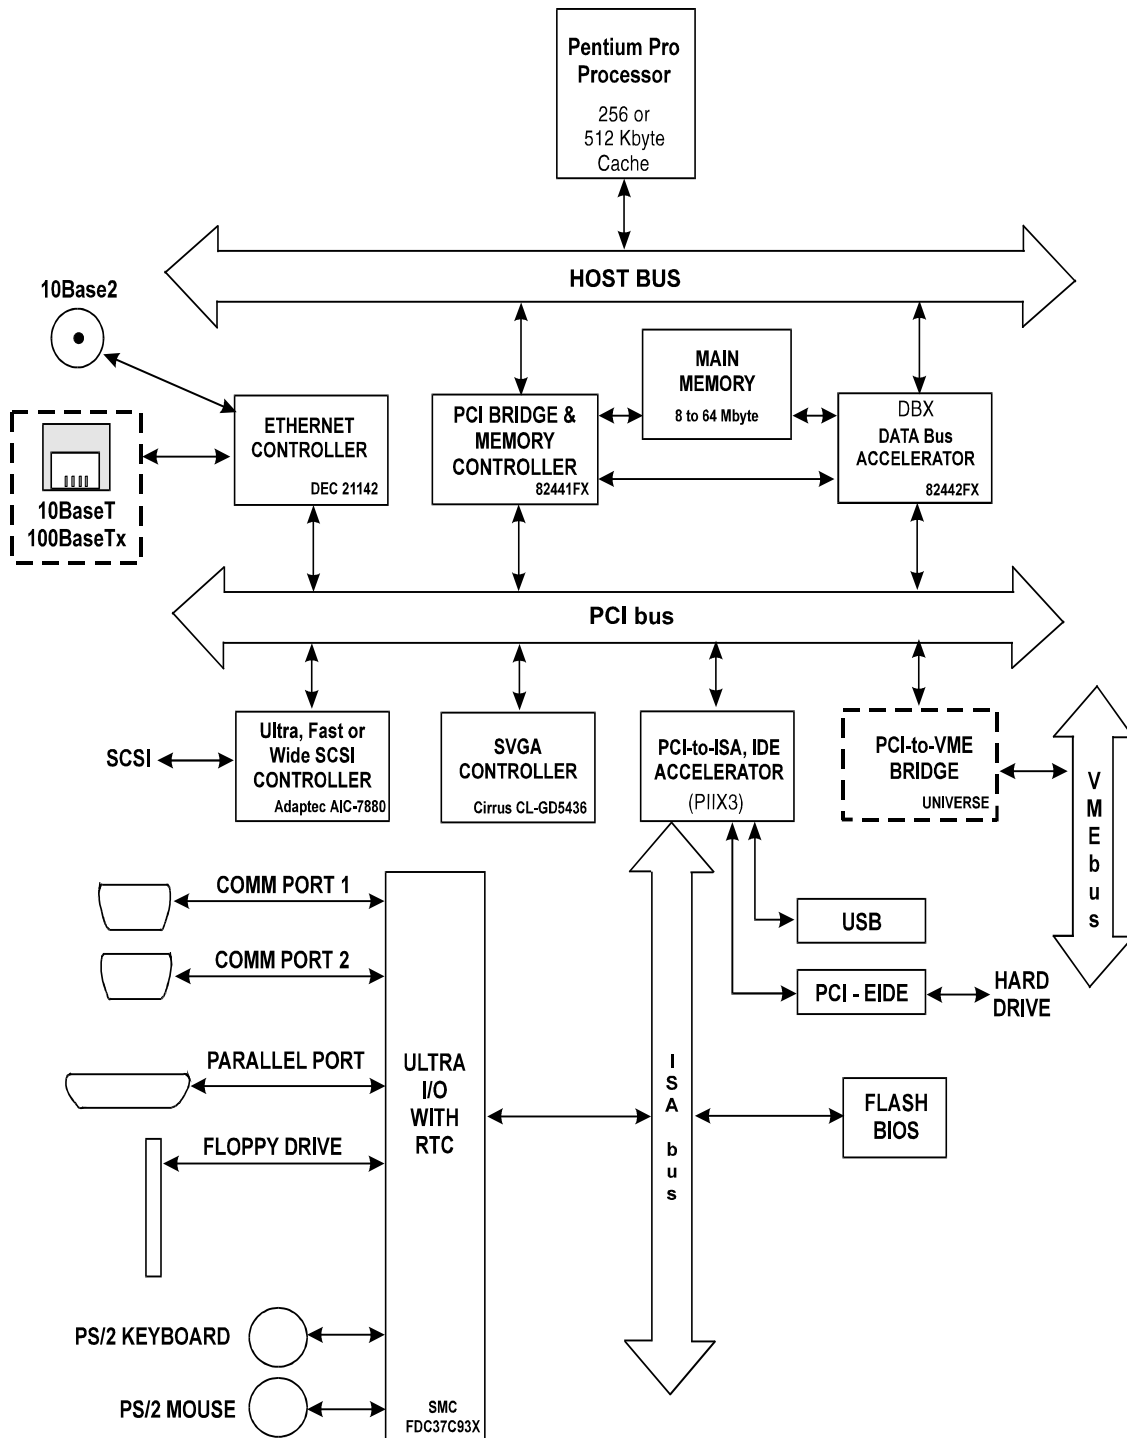 Pentium Pro
Processor
256 or
512 Kbyte
Cache
HOST BUS
10Base2
MAIN
MEMORY
8 to 64 Mbyte
ETHERNET
CONTROLLER
DEC 21142
PCI BRIDGE &
MEMORY
CONTROLLER
82441FX
DBX
DATA Bus
ACCELERATOR
82442FX
10BaseT
100BaseTx
PCI bus
SCSI
Ultra, Fast or
Wide SCSI
CONTROLLER
Adaptec AIC-7880
SVGA
CONTROLLER
Cirrus CL-GD5436
PCI-to-ISA, IDE
ACCELERATOR
(PIIX3)
PCI-to-VME
BRIDGE
UNIVERSE
VMEbus
COMM PORT 1
COMM PORT 2
USB
PCI - EIDE
HARD
DRIVE
PARALLEL PORT
FLOPPY DRIVE
ULTRA
I/O
WITH
RTC
ISA bus
FLASH
BIOS
PS/2 KEYBOARD
PS/2 MOUSE
SMC
FDC37C93X